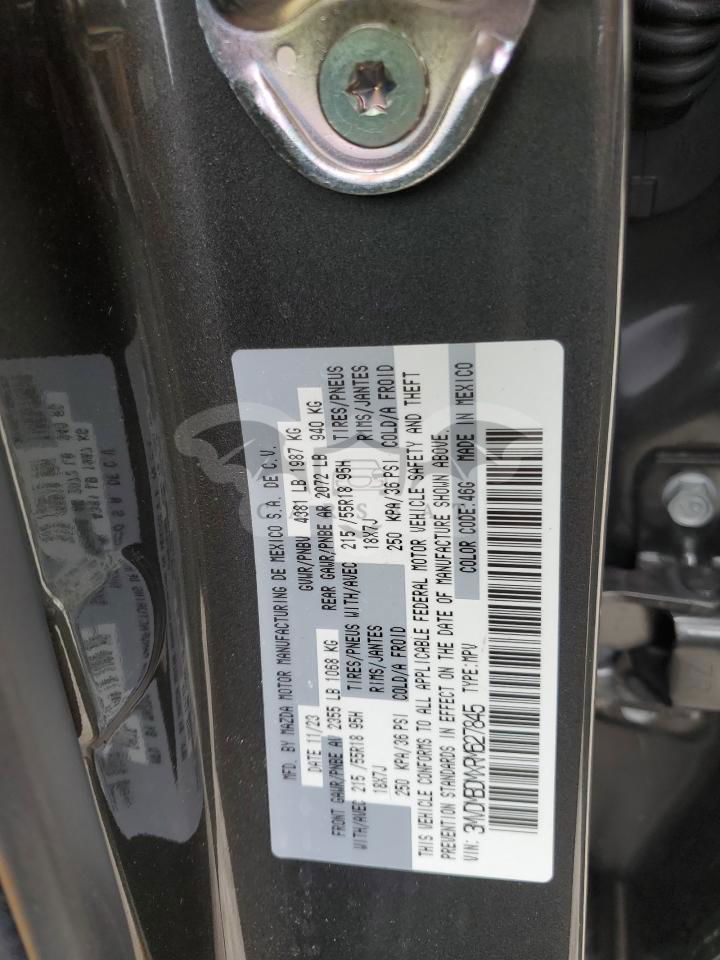 MFD. BY MAZDA MOTOR MANUFACTURING DE MEXICO S.A. DE C.V.
DATE 11/23 GVWR/PNBV 4381 LB 1987 KG
FRONT GAWR/PNBE AV 2355 LB 1068 KG REAR GAWR/PNBE AR 2072 LB 940 KG
WITH/AVEC 215 /55R18 95H TIRES/PNEUS WITH/AVEC 215 /55R18 95H TIRES/PNEUS
18X7J RIMS/JANTES 18X7J RIMS/JANTES
250 KPA/36PSI COLD/A FROID 250 KPA/36PSI COLD/A FROID
THIS VEHICLE CONFORMS TO ALL APPLICABLE FEDERAL MOTOR VEHICLE SAFETY AND THEFT
PREVENTION STANDARDS IN EFFECT ON THE DATE OF MANUFACTURE SHOWN ABOVE.
VIN: 3MVDMBDMXRM627845 TYPE:MPV COLOR CODE:46G MADE IN MEXICO